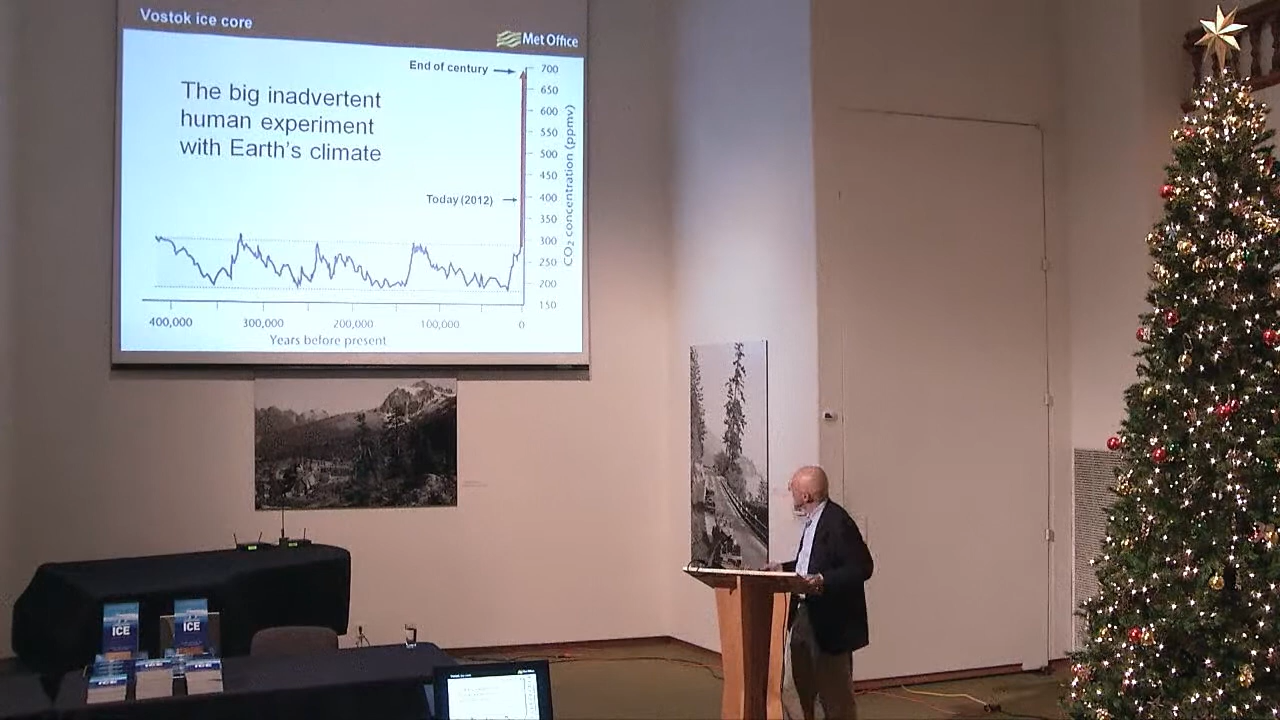 Vostok ice core
Met Office
The big inadvertent
human experiment
with Earth's climate
End of century
Today (2012)
700
650
600
550
500
450
400
350
300
250
200
150
CO₂ concentration (ppmv)
400,000 300,000 200,000 100,000 0
Years before present
ICE
ICE